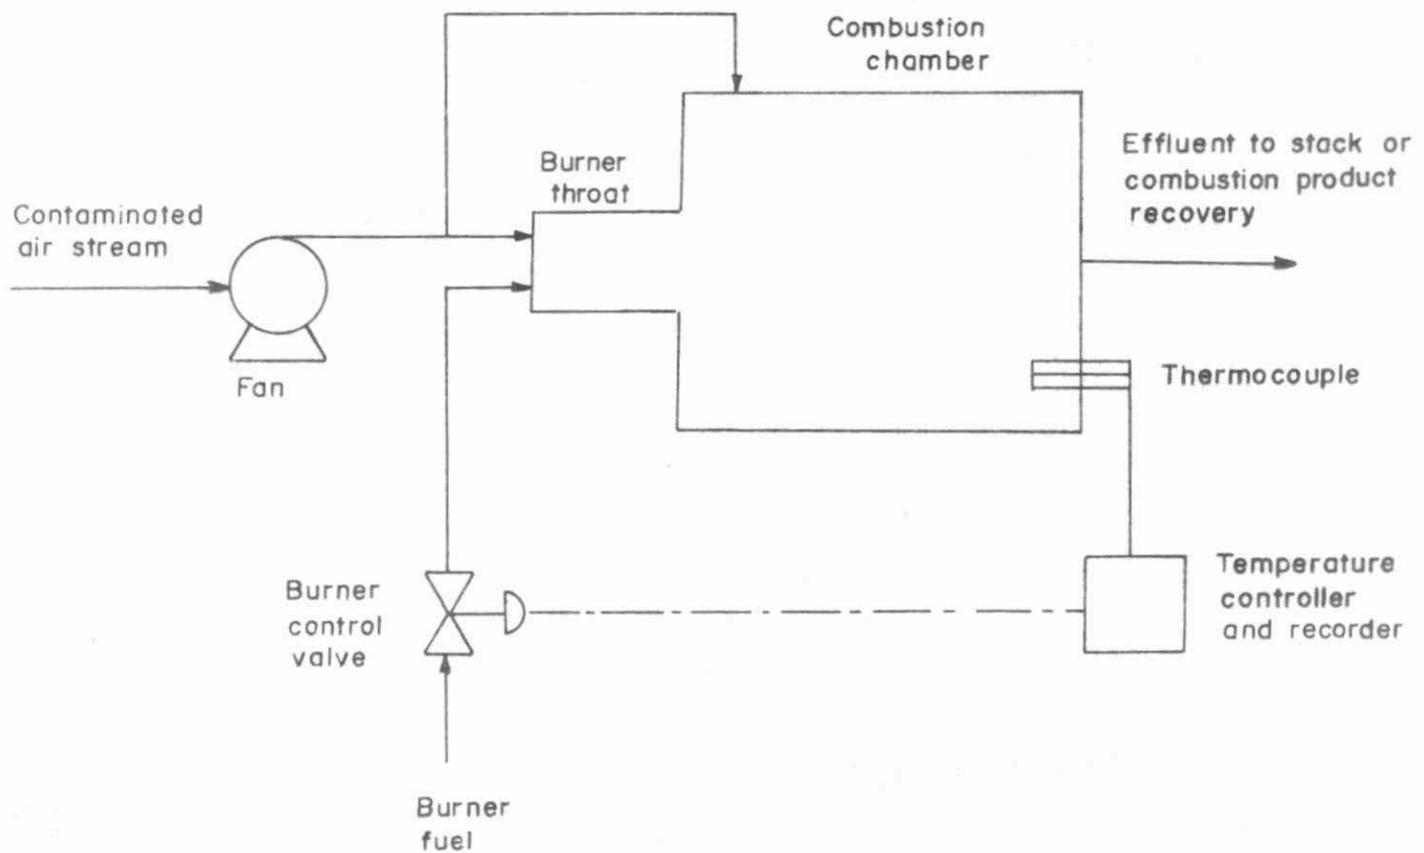 Combustion
chamber
Burner
throat
Effluent to stack or
combustion product
recovery
Contaminated
air stream
Fan
Thermocouple
Burner
control
valve
Temperature
controller
and recorder
Burner
fuel